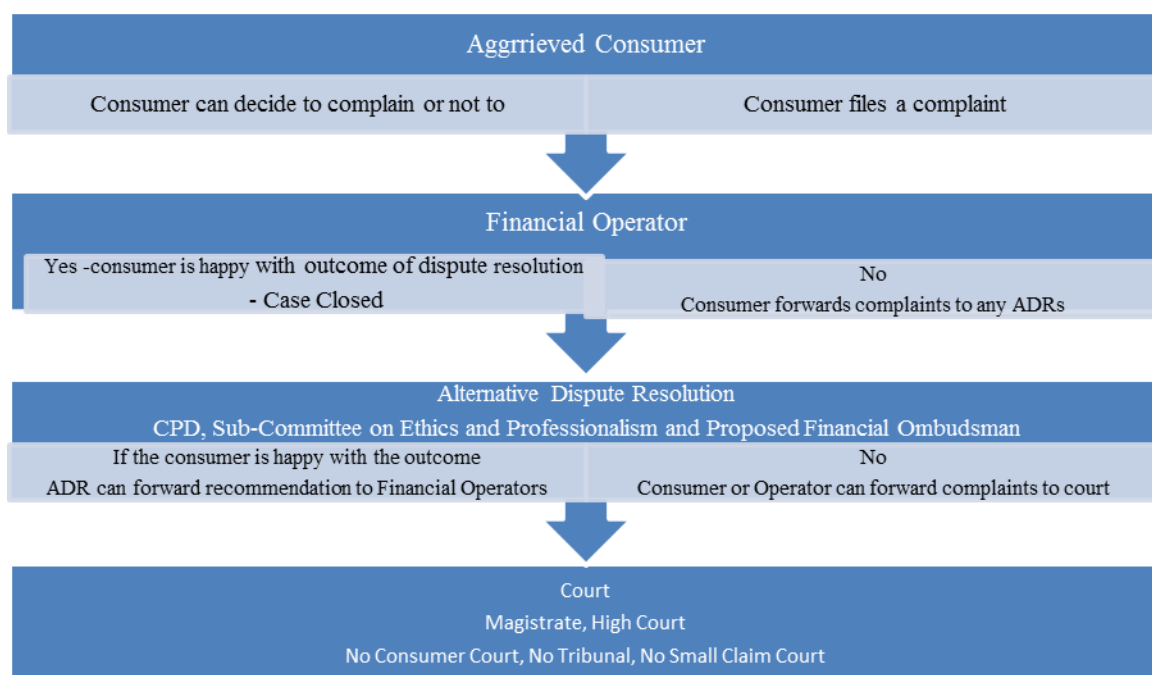 Aggrrieved Consumer
Consumer can decide to complain or not to
Consumer files a complaint
Financial Operator
Yes -consumer is happy with outcome of dispute resolution
- Case Closed
No
Consumer forwards complaints to any ADRs
Alternative Dispute Resolution
CPD, Sub-Committee on Ethics and Professionalism and Proposed Financial Ombudsman
If the consumer is happy with the outcome
ADR can forward recommendation to Financial Operators
No
Consumer or Operator can forward complaints to court
Court
Magistrate, High Court
No Consumer Court, No Tribunal, No Small Claim Court